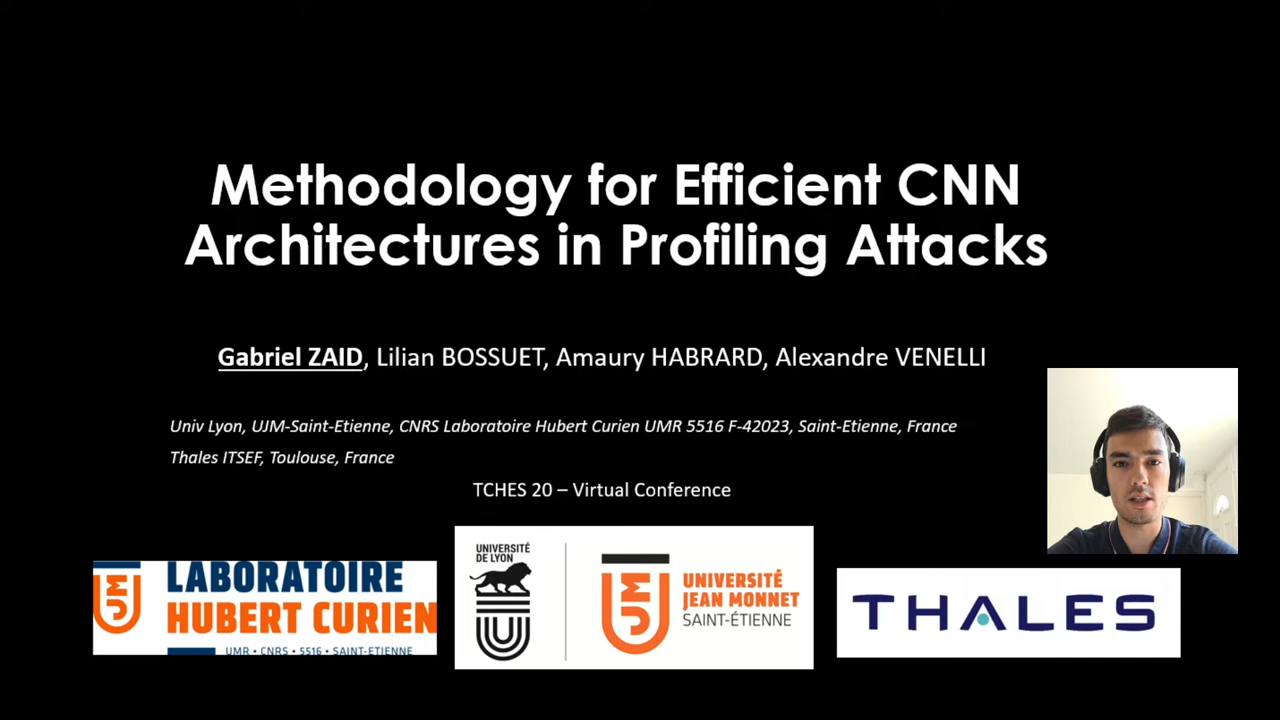 Methodology for Efficient CNN
Architectures in Profiling Attacks
Gabriel ZAID, Lilian BOSSUET, Amaury HABRARD, Alexandre VENELLI
Univ Lyon, UJM-Saint-Etienne, CNRS Laboratoire Hubert Curien UMR 5516 F-42023, Saint-Etienne, France
Thales ITSEF, Toulouse, France
TCHES 20 – Virtual Conference
LABORATOIRE
HUBERT CURIEN
UMR • CNRS • 5516 • SAINT-ETIENNE
UJM
UNIVERSITÉ
DE LYON
UJM
UNIVERSITÉ
JEAN MONNET
SAINT-ÉTIENNE
THALES